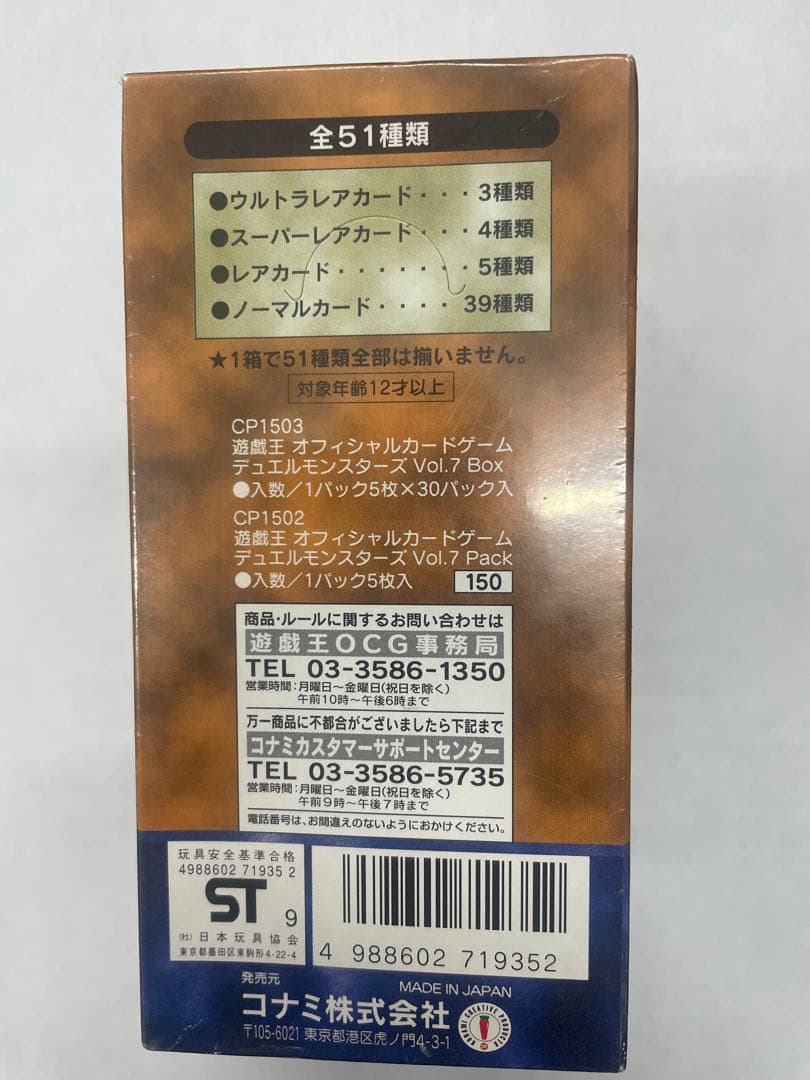 全51種類
●ウルトラレアカード・・・3種類
●スーパーレアカード・・・4種類
●レアカード・・・・・・・5種類
●ノーマルカード・・・・39種類
★1箱で51種類全部は揃いません。
対象年齢12才以上
CP1503
遊戯王 オフィシャルカードゲーム
デュエルモンスターズ Vol.7 Box
●入数/1パック5枚×30パック入
CP1502
遊戯王 オフィシャルカードゲーム
デュエルモンスターズ Vol.7 Pack
●入数/1パック5枚入 150
商品・ルールに関するお問い合わせは
遊戯王OCG事務局
TEL 03-3586-1350
営業時間:月曜日~金曜日(祝日を除く)
午前10時~午後6時まで
万一商品に不都合がございましたら下記まで
コナミカスタマーサポートセンター
TEL 03-3586-5735
営業時間:月曜日~金曜日(祝日を除く)
午前9時~午後7時まで
電話番号は、お間違えのないようにおかけください。
玩具安全基準合格
4988602 71935 2
ST 9
(社)日本玩具協会
東京都墨田区東駒形4-22-4
4 988602 719352
MADE IN JAPAN
発売元
コナミ株式会社
〒105-6021 東京都港区虎ノ門4-3-1
KONAMI CREATIVE PRODUCTS